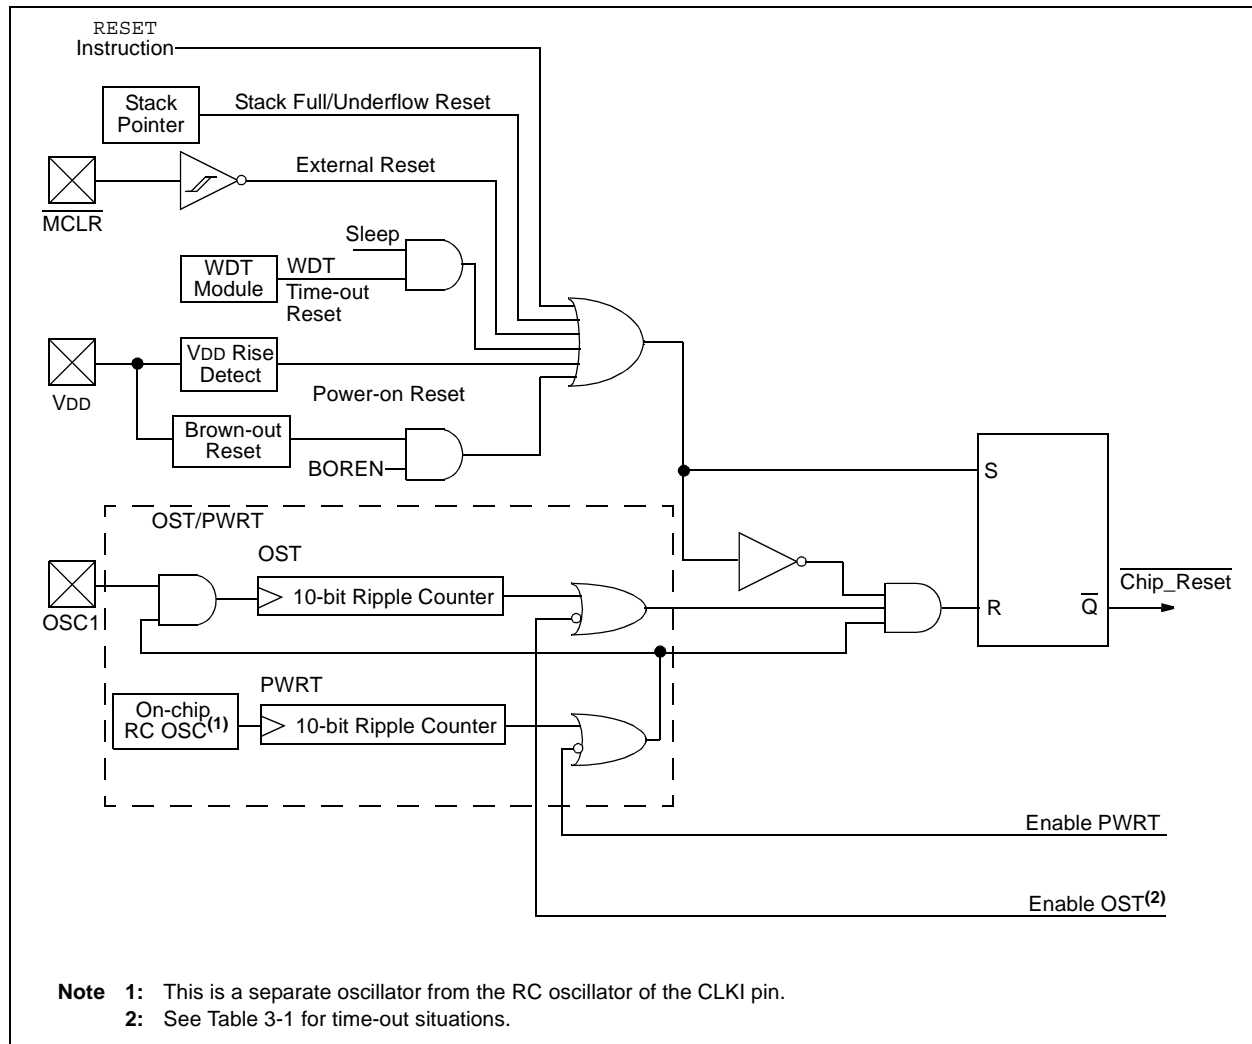 RESET
Instruction
Stack
Pointer
Stack Full/Underflow Reset
External Reset
MCLR
Sleep
WDT
Module
WDT
Time-out
Reset
VDD Rise
Detect
VDD
Power-on Reset
Brown-out
Reset
BOREN
S
OST/PWRT
OST
10-bit Ripple Counter
OSC1
Chip_Reset
R
Q
PWRT
On-chip
RC OSC(1)
10-bit Ripple Counter
Enable PWRT
Enable OST(2)
Note 1: This is a separate oscillator from the RC oscillator of the CLKI pin.
2: See Table 3-1 for time-out situations.